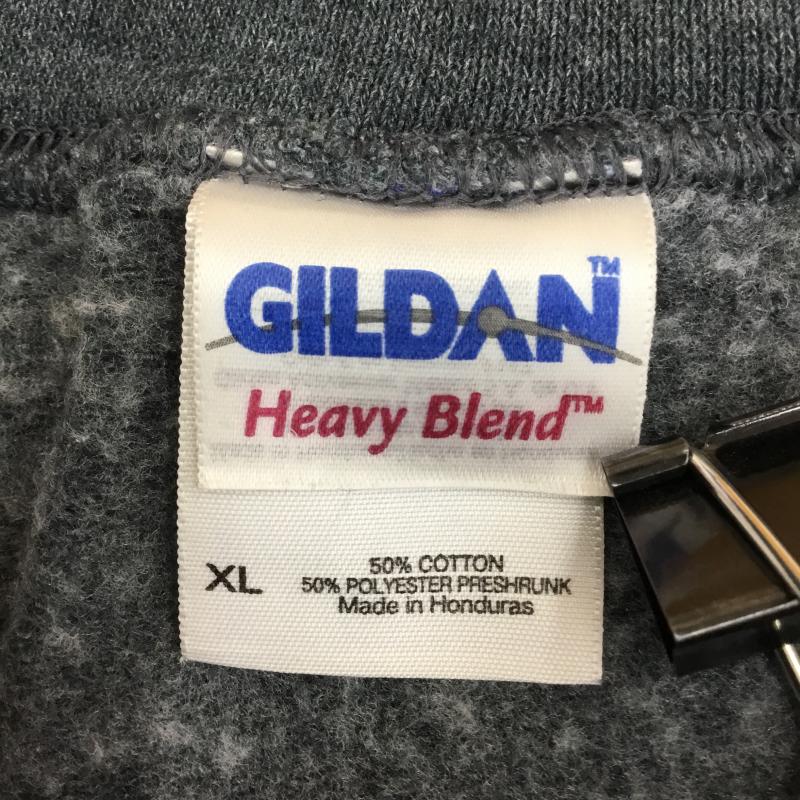 GILDAN™
Heavy Blend™
XL
50% COTTON
50% POLYESTER PRESHRUNK
Made in Honduras